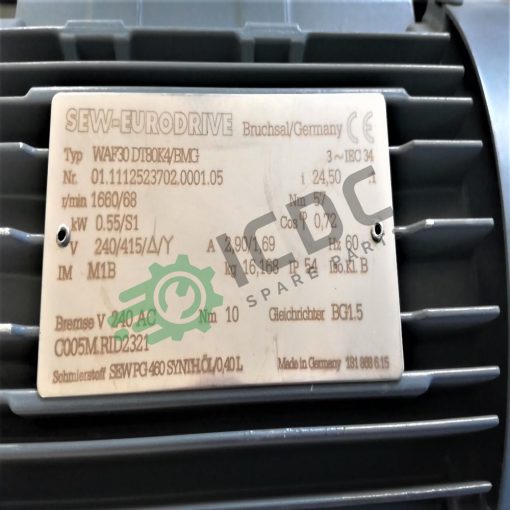 SEW-EURODRIVE Bruchsal/Germany CE
Typ WAF30 DT80K4/BMG 3~IEC 34
Nr. 01.1112523702.0001.05 i 24,50 :1
r/min 1660/68 Nm 57
kW 0.55/S1 Cos φ 0,72
V 240/415/Δ/Y A 2,90/1,69 Hz 60
IM M1B kg 16,168 IP 54 Iso.Kl. B
Bremse V 240 AC Nm 10 Gleichrichter BG1.5
C005M.RID2321
Schmierstoff SEW PG 460 SYNTH.ÖL/0,40 L Made in Germany 181 868 6.15
ICDC
SPARE PART